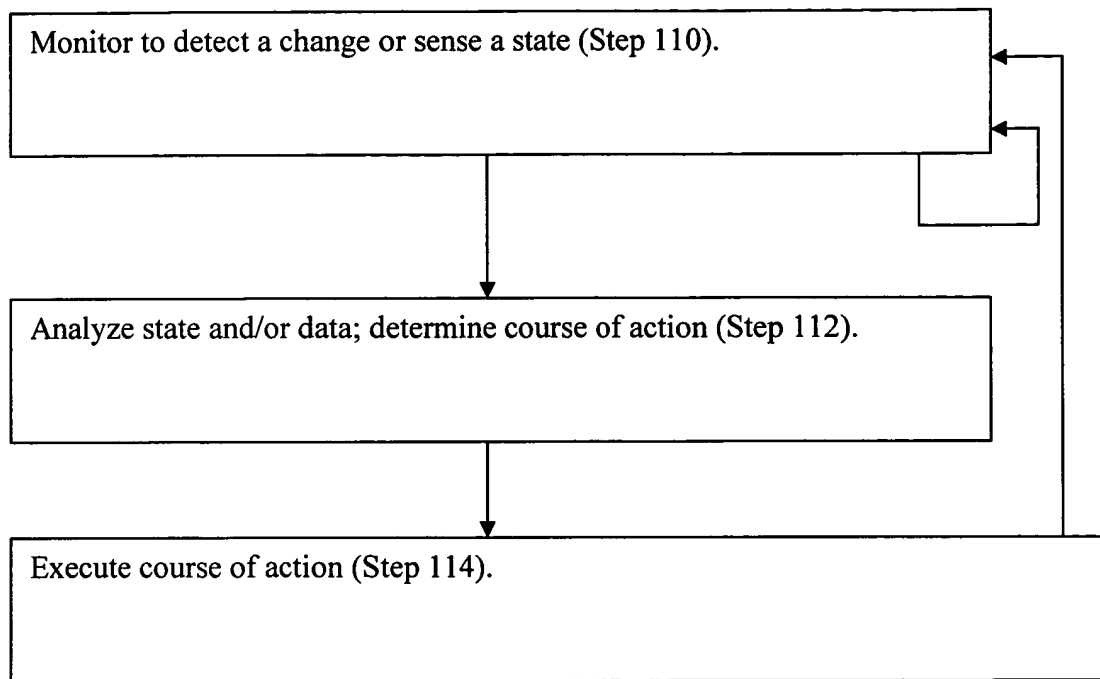 Monitor to detect a change or sense a state (Step 110).
Analyze state and/or data; determine course of action (Step 112).
Execute course of action (Step 114).